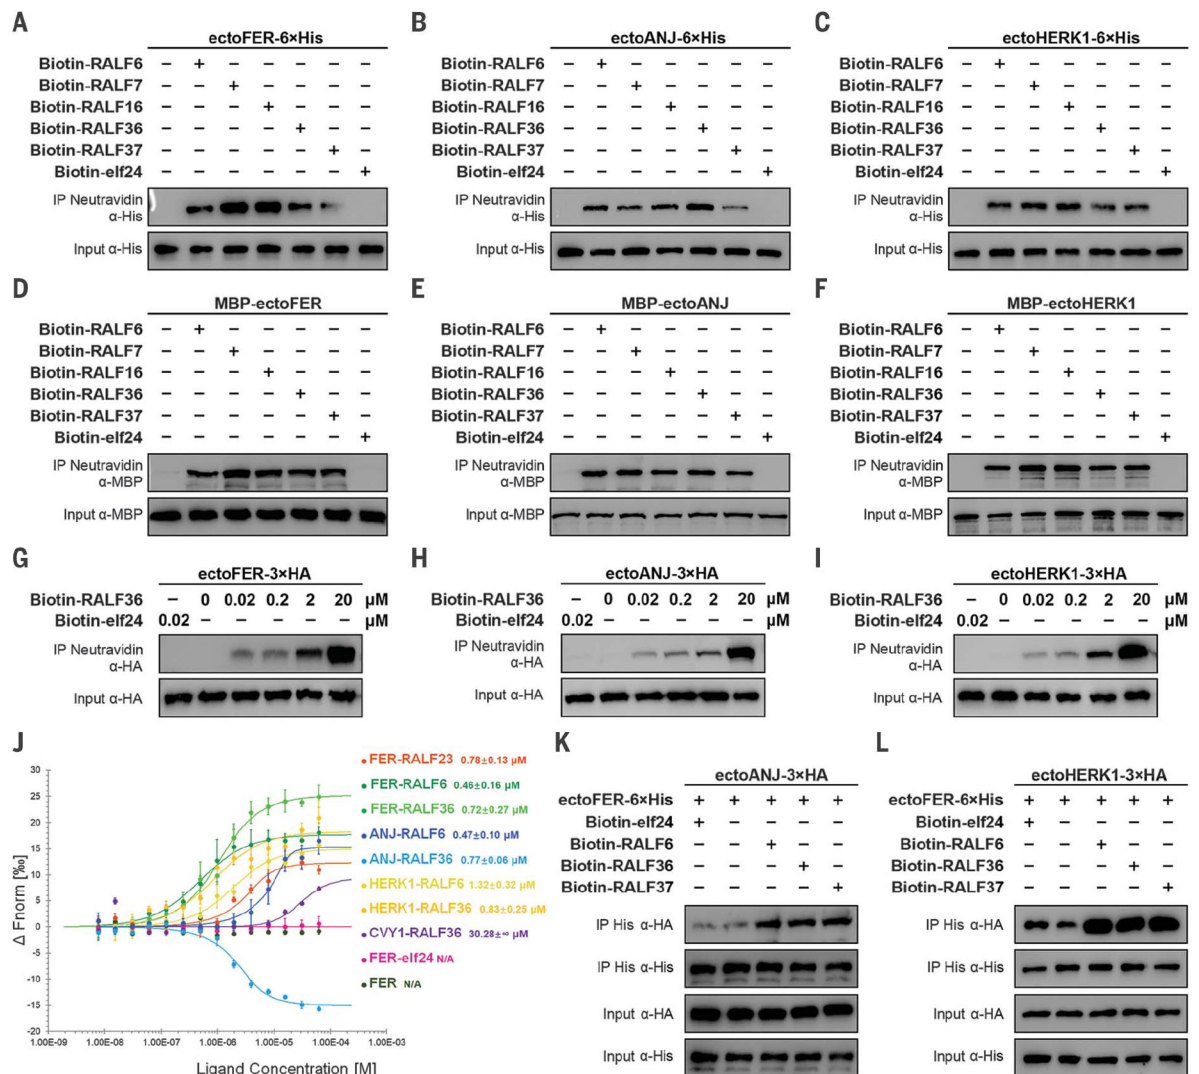 A
ectoFER-6×His
Biotin-RALF6 – + – – – – –
Biotin-RALF7 – – + – – – –
Biotin-RALF16 – – – + – – –
Biotin-RALF36 – – – – + – –
Biotin-RALF37 – – – – – + –
Biotin-elf24 – – – – – – +
IP Neutravidin
α-His
Input α-His
B
ectoANJ-6×His
Biotin-RALF6 – + – – – – –
Biotin-RALF7 – – + – – – –
Biotin-RALF16 – – – + – – –
Biotin-RALF36 – – – – + – –
Biotin-RALF37 – – – – – + –
Biotin-elf24 – – – – – – +
IP Neutravidin
α-His
Input α-His
C
ectoHERK1-6×His
Biotin-RALF6 – + – – – – –
Biotin-RALF7 – – + – – – –
Biotin-RALF16 – – – + – – –
Biotin-RALF36 – – – – + – –
Biotin-RALF37 – – – – – + –
Biotin-elf24 – – – – – – +
IP Neutravidin
α-His
Input α-His
D
MBP-ectoFER
Biotin-RALF6 – + – – – – –
Biotin-RALF7 – – + – – – –
Biotin-RALF16 – – – + – – –
Biotin-RALF36 – – – – + – –
Biotin-RALF37 – – – – – + –
Biotin-elf24 – – – – – – +
IP Neutravidin
α-MBP
Input α-MBP
E
MBP-ectoANJ
Biotin-RALF6 – + – – – – –
Biotin-RALF7 – – + – – – –
Biotin-RALF16 – – – + – – –
Biotin-RALF36 – – – – + – –
Biotin-RALF37 – – – – – + –
Biotin-elf24 – – – – – – +
IP Neutravidin
α-MBP
Input α-MBP
F
MBP-ectoHERK1
Biotin-RALF6 – + – – – – –
Biotin-RALF7 – – + – – – –
Biotin-RALF16 – – – + – – –
Biotin-RALF36 – – – – + – –
Biotin-RALF37 – – – – – + –
Biotin-elf24 – – – – – – +
IP Neutravidin
α-MBP
Input α-MBP
G
ectoFER-3×HA
Biotin-RALF36 – 0 0.02 0.2 2 20 μM
Biotin-elf24 0.02 – – – – – μM
IP Neutravidin
α-HA
Input α-HA
H
ectoANJ-3×HA
Biotin-RALF36 – 0 0.02 0.2 2 20 μM
Biotin-elf24 0.02 – – – – – μM
IP Neutravidin
α-HA
Input α-HA
I
ectoHERK1-3×HA
Biotin-RALF36 – 0 0.02 0.2 2 20 μM
Biotin-elf24 0.02 – – – – – μM
IP Neutravidin
α-HA
Input α-HA
J
Δ Fnorm [‰]
30
25
20
15
10
5
0
-5
-10
-15
-20
1.00E-09 1.00E-08 1.00E-07 1.00E-06 1.00E-05 1.00E-04 1.00E-03
Ligand Concentration [M]
FER-RALF23 0.78±0.13 μM
FER-RALF6 0.46±0.16 μM
FER-RALF36 0.72±0.27 μM
ANJ-RALF6 0.47±0.10 μM
ANJ-RALF36 0.77±0.06 μM
HERK1-RALF6 1.32±0.32 μM
HERK1-RALF36 0.83±0.25 μM
CVY1-RALF36 30.28±∞ μM
FER-elf24 N/A
FER N/A
K
ectoANJ-3×HA
ectoFER-6×His + + + + +
Biotin-elf24 + – – – –
Biotin-RALF6 – – + – –
Biotin-RALF36 – – – + –
Biotin-RALF37 – – – – +
IP His α-HA
IP His α-His
Input α-HA
Input α-His
L
ectoHERK1-3×HA
ectoFER-6×His + + + + +
Biotin-elf24 + – – – –
Biotin-RALF6 – – + – –
Biotin-RALF36 – – – + –
Biotin-RALF37 – – – – +
IP His α-HA
IP His α-His
Input α-HA
Input α-His